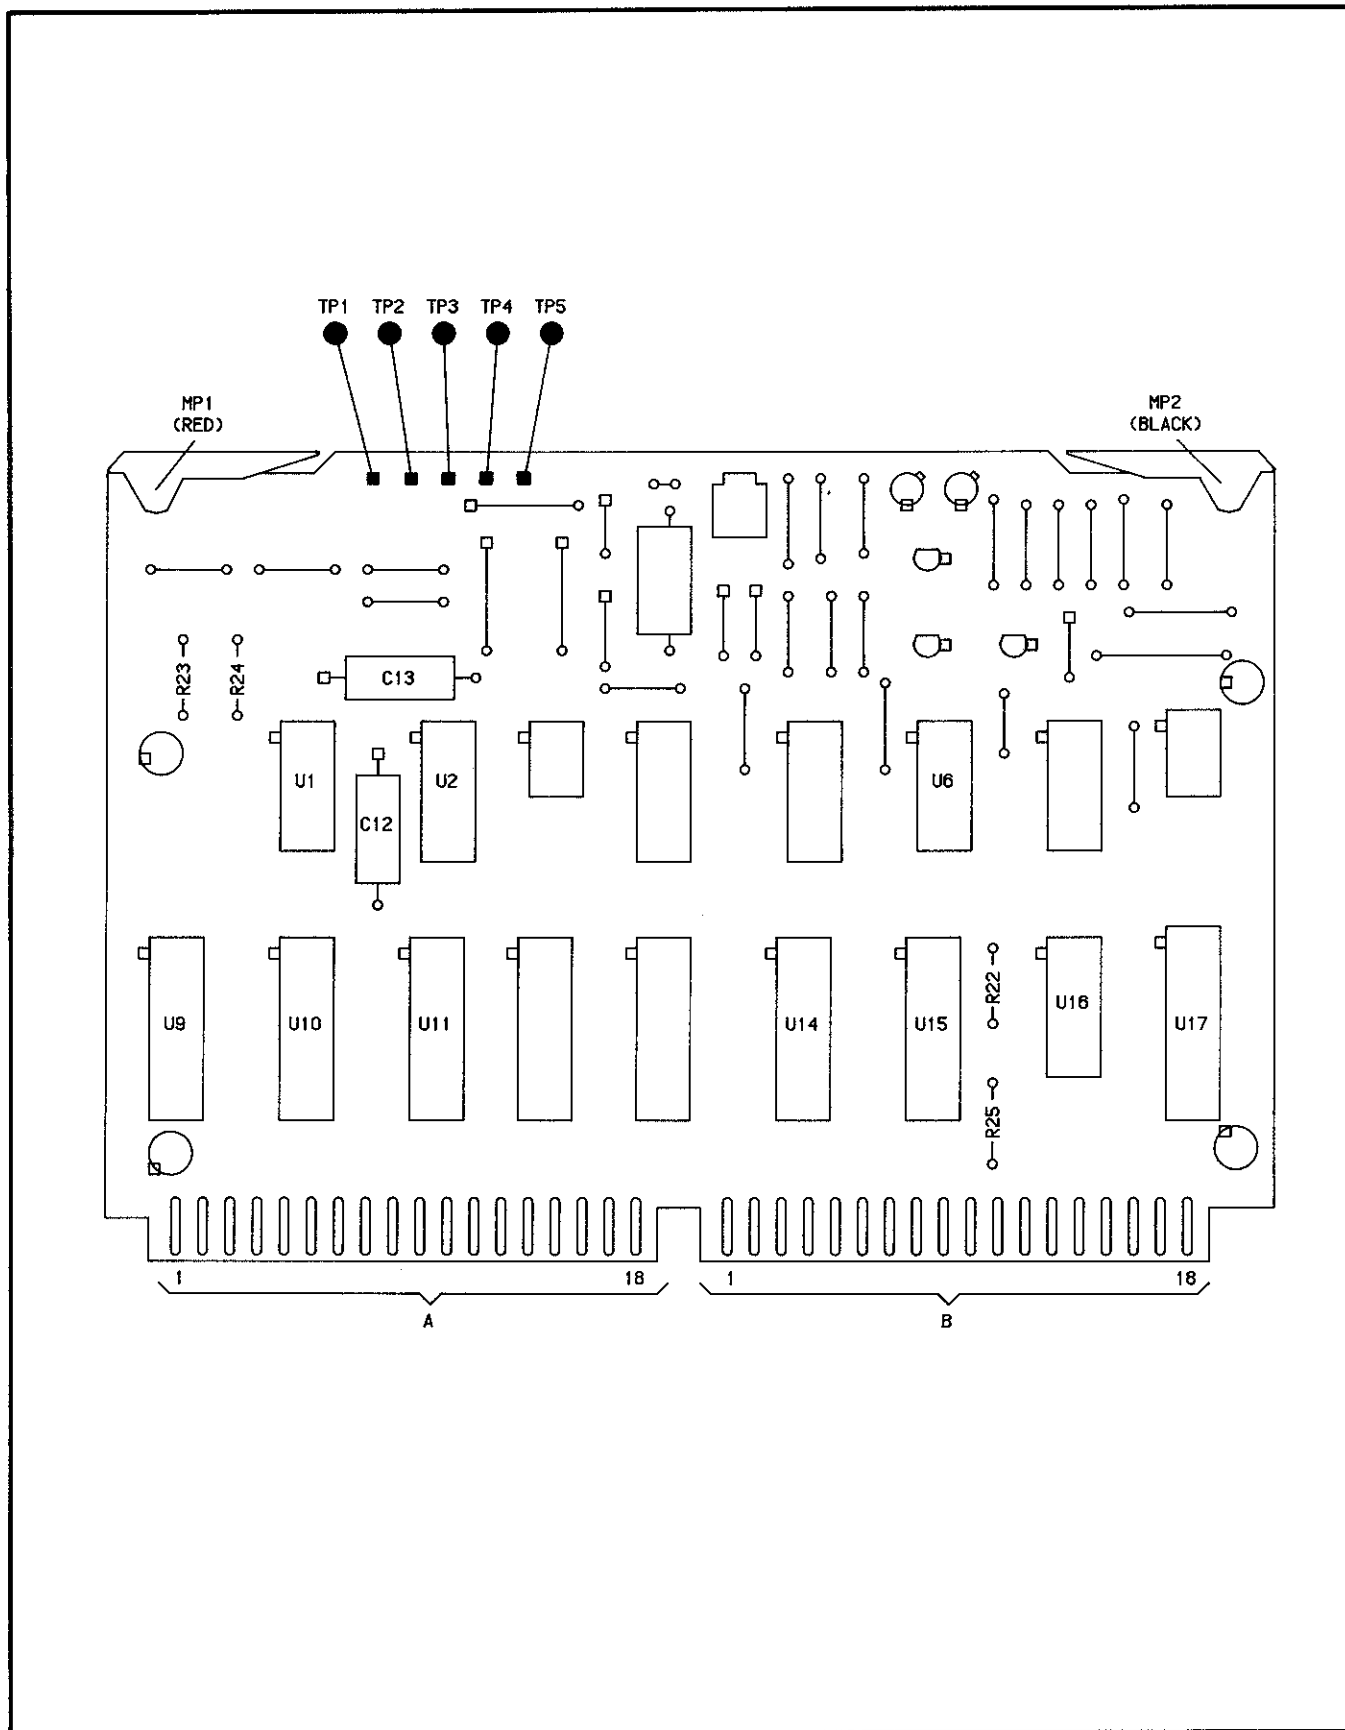 TP1 TP2 TP3 TP4 TP5
MP1
(RED)
MP2
(BLACK)
R23
R24
C13
U1
U2
U6
C12
U9
U10
U11
U14
U15
R22
U16
U17
R25
1
18
1
18
A
B